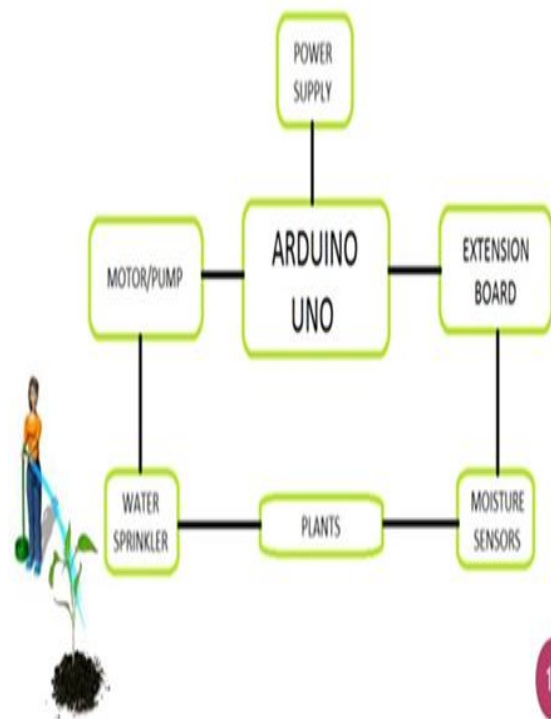 POWER
SUPPLY
ARDUINO
UNO
MOTOR/PUMP
EXTENSION
BOARD
WATER
SPRINKLER
PLANTS
MOISTURE
SENSORS